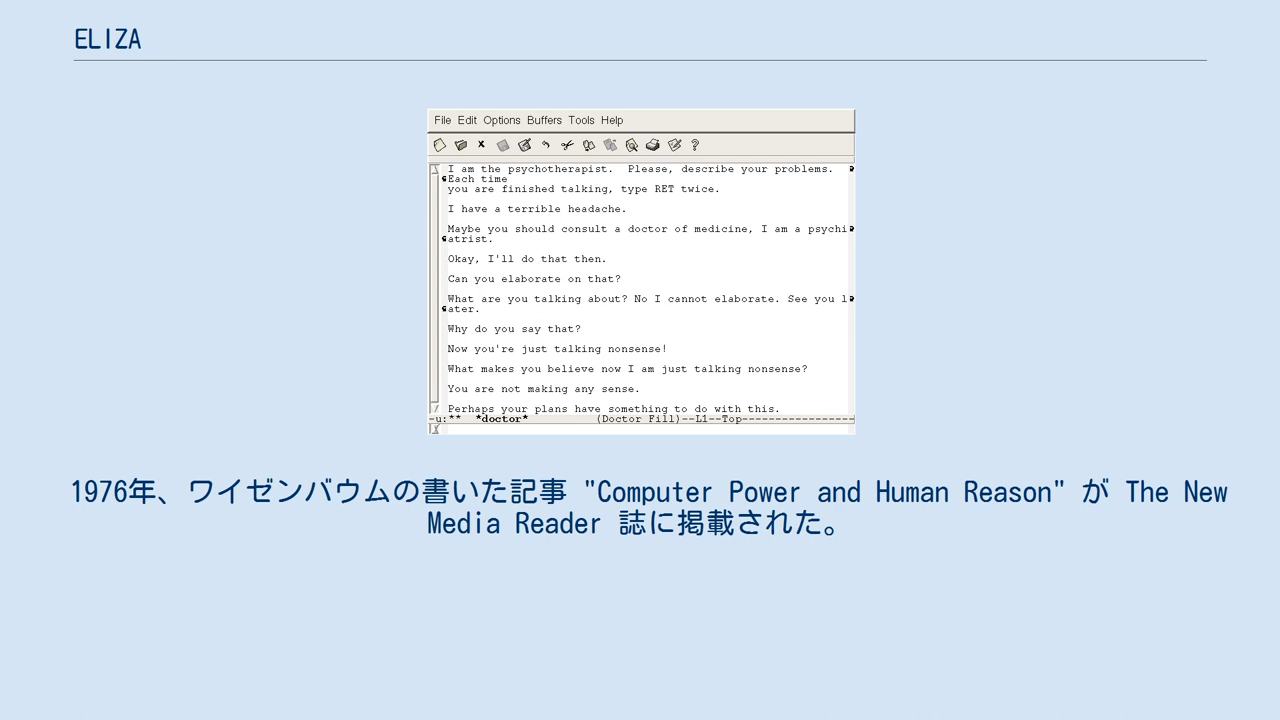 ELIZA
File Edit Options Buffers Tools Help
I am the psychotherapist.  Please, describe your problems.
Each time
you are finished talking, type RET twice.
I have a terrible headache.
Maybe you should consult a doctor of medicine, I am a psychi
atrist.
Okay, I'll do that then.
Can you elaborate on that?
What are you talking about? No I cannot elaborate. See you l
ater.
Why do you say that?
Now you're just talking nonsense!
What makes you believe now I am just talking nonsense?
You are not making any sense.
Perhaps your plans have something to do with this.
-u:**  *doctor*          (Doctor Fill)--L1--Top-----------------
1976年、ワイゼンバウムの書いた記事 "Computer Power and Human Reason" が The New
Media Reader 誌に掲載された。